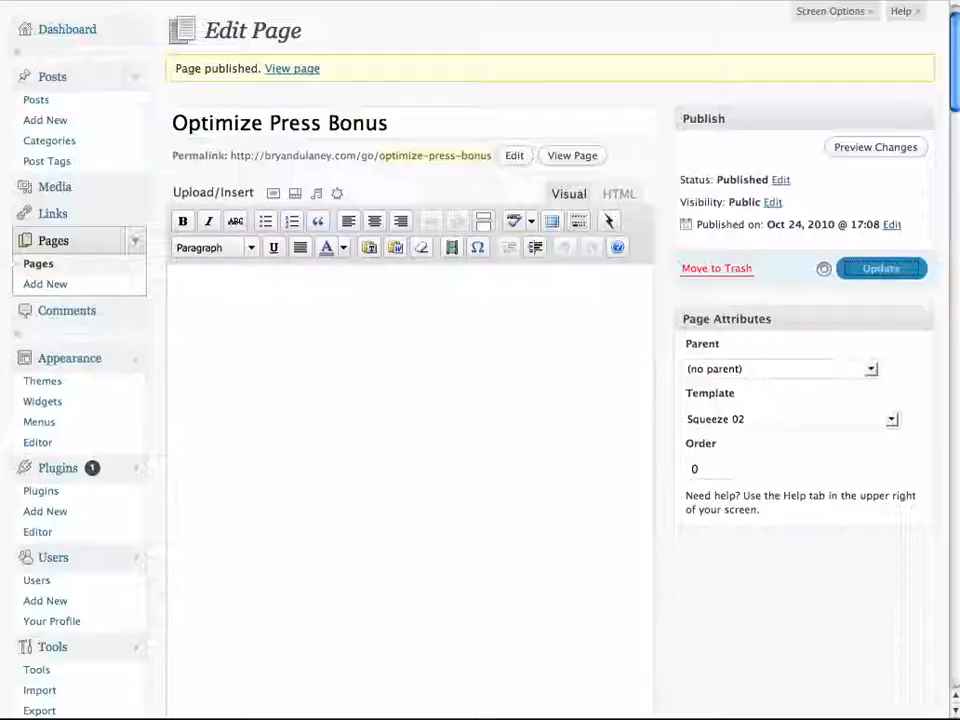 Screen Options
Help
Dashboard
Edit Page
Page published. View page
Posts
Posts
Add New
Categories
Post Tags
Media
Links
Pages
Pages
Add New
Comments
Appearance
Themes
Widgets
Menus
Editor
Plugins 1
Plugins
Add New
Editor
Users
Users
Add New
Your Profile
Tools
Tools
Import
Export
Optimize Press Bonus
Permalink: http://bryandulaney.com/go/optimize-press-bonus Edit View Page
Upload/Insert Visual HTML
B I ABC
Paragraph U A Ω
Publish
Preview Changes
Status: Published Edit
Visibility: Public Edit
Published on: Oct 24, 2010 @ 17:08 Edit
Move to Trash Update
Page Attributes
Parent
(no parent)
Template
Squeeze 02
Order
0
Need help? Use the Help tab in the upper right
of your screen.